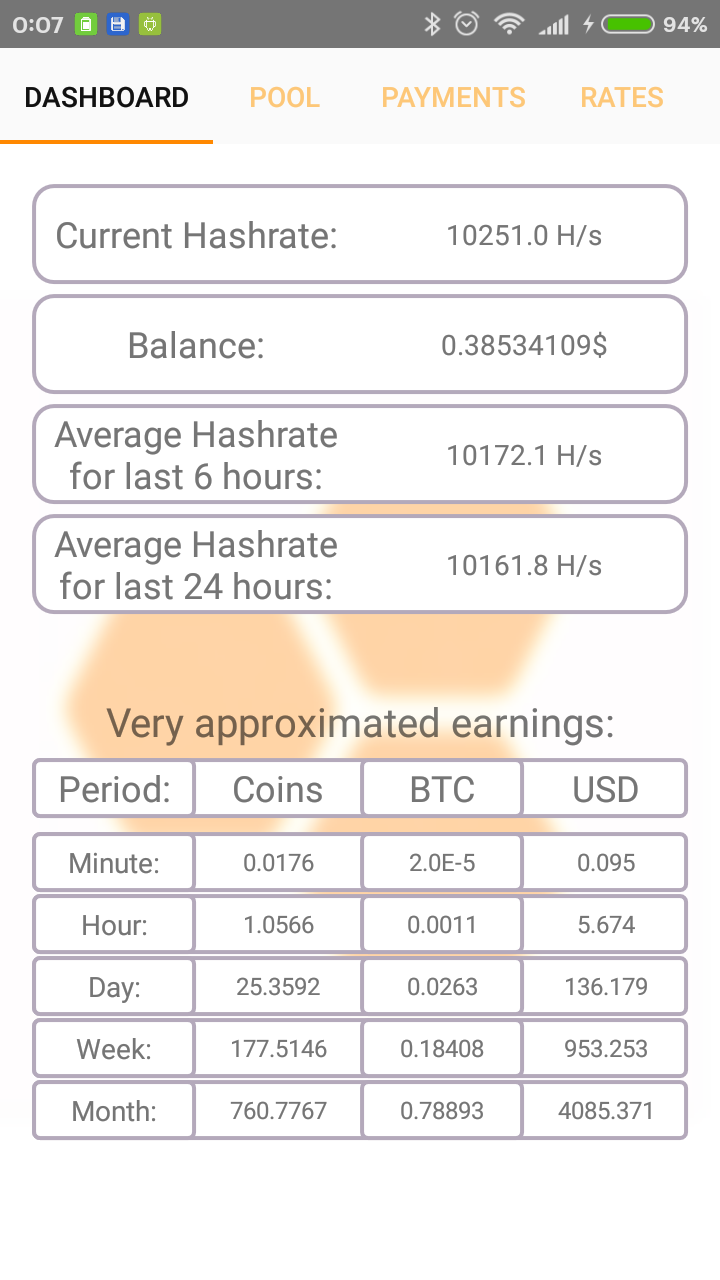 0:07 94%
DASHBOARD POOL PAYMENTS RATES
Current Hashrate: 10251.0 H/s
Balance: 0.38534109$
Average Hashrate
for last 6 hours: 10172.1 H/s
Average Hashrate
for last 24 hours: 10161.8 H/s
Very approximated earnings:
Period: Coins BTC USD
Minute: 0.0176 2.0E-5 0.095
Hour: 1.0566 0.0011 5.674
Day: 25.3592 0.0263 136.179
Week: 177.5146 0.18408 953.253
Month: 760.7767 0.78893 4085.371